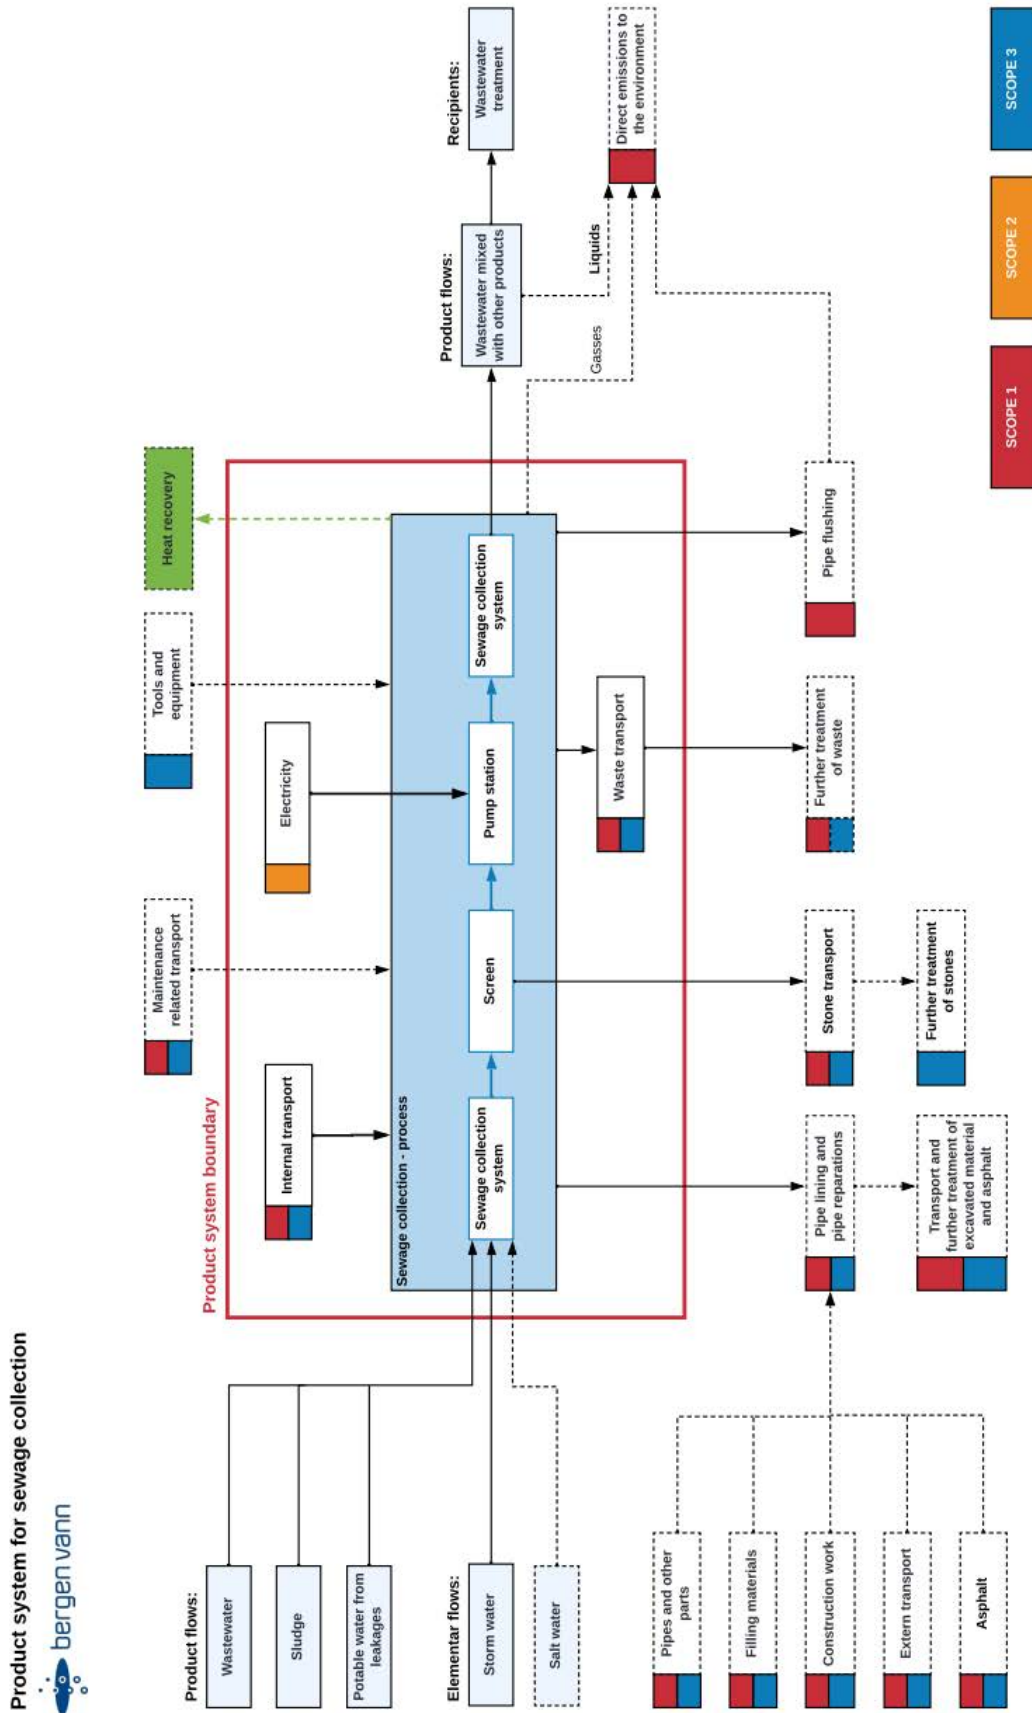 Product system for sewage collection
bergen vann
Product flows:
Wastewater
Sludge
Potable water from
leakages
Elementar flows:
Storm water
Salt water
Pipes and other
parts
Filling materials
Construction work
Extern transport
Asphalt
Product system boundary
Internal transport
Maintenance
related transport
Electricity
Tools and
equipment
Heat recovery
Sewage collection - process
Sewage collection
system
Screen
Pump station
Sewage collection
system
Waste transport
Pipe lining and
pipe reparations
Transport and
further treatment of
excavated material
and asphalt
Stone transport
Further treatment
of stones
Further treatment
of waste
Pipe flushing
Product flows:
Wastewater mixed
with other products
Recipients:
Wastewater
treatment
Liquids
Gasses
Direct emissions to
the environment
SCOPE 1
SCOPE 2
SCOPE 3